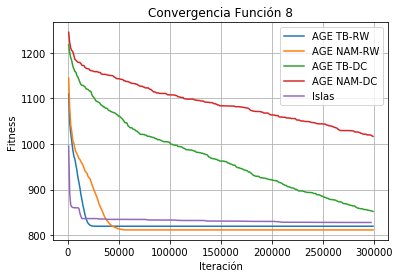 Convergencia Función 8
AGE TB-RW
AGE NAM-RW
AGE TB-DC
AGE NAM-DC
Islas
Fitness
1200
1100
1000
900
800
0
50000
100000
150000
200000
250000
300000
Iteración